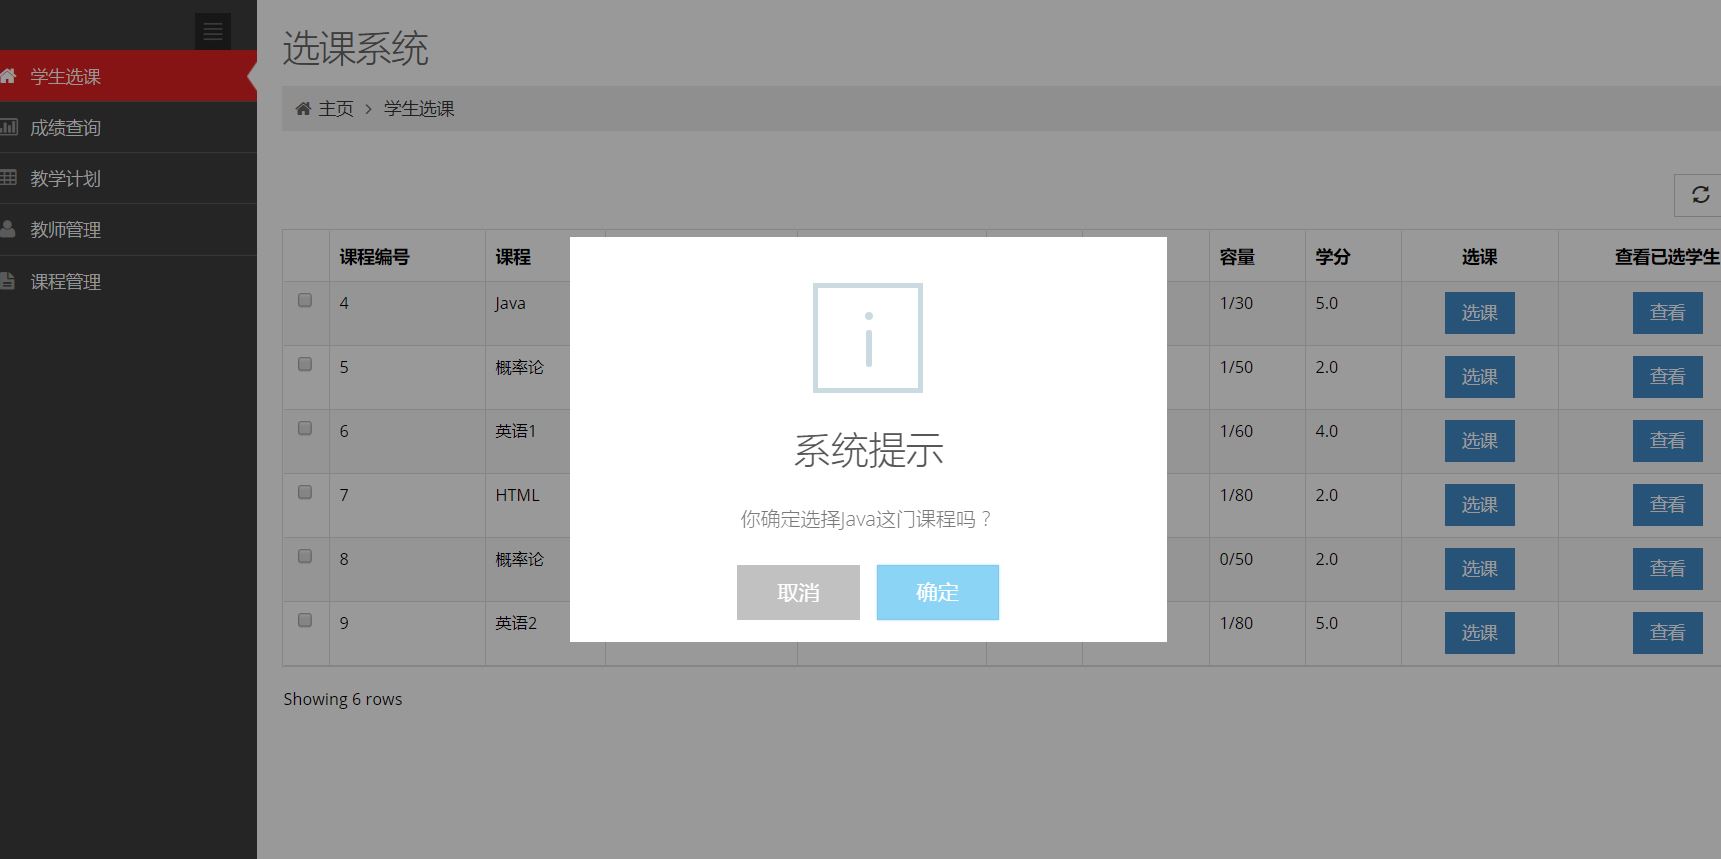 选课系统
学生选课
主页 > 学生选课
成绩查询
教学计划
教师管理
课程管理
课程编号 课程 容量 学分 选课 查看已选学生
4 Java 1/30 5.0 选课 查看
5 概率论 1/50 2.0 选课 查看
6 英语1 1/60 4.0 选课 查看
7 HTML 1/80 2.0 选课 查看
8 概率论 0/50 2.0 选课 查看
9 英语2 1/80 5.0 选课 查看
Showing 6 rows
系统提示
你确定选择Java这门课程吗？
取消 确定